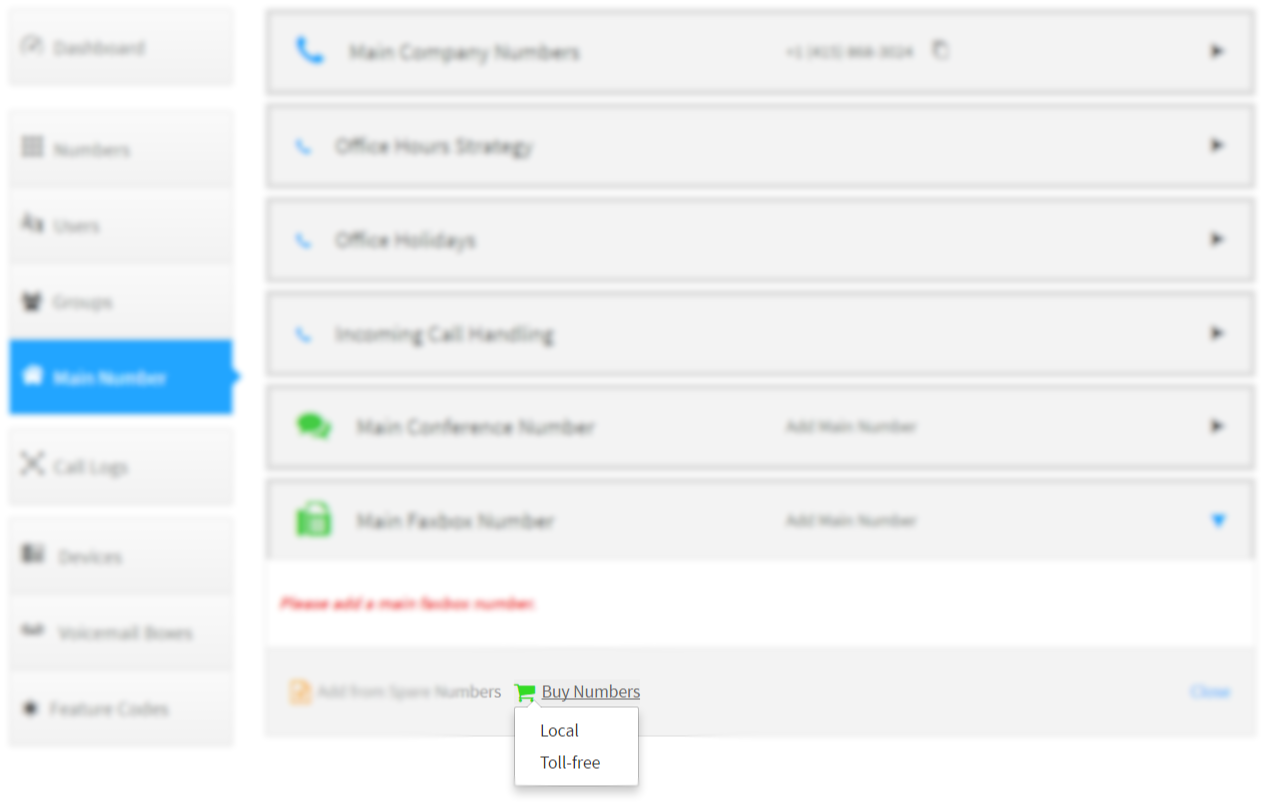 Dashboard
Numbers
Users
Groups
Main Number
Call Logs
Devices
Voicemail Boxes
Feature Codes
Main Company Numbers
Office Hours Strategy
Office Holidays
Incoming Call Handling
Main Conference Number Add Main Number
Main Faxbox Number Add Main Number
Please add a main faxbox number.
Add from Spare Numbers Buy Numbers Close
Local
Toll-free